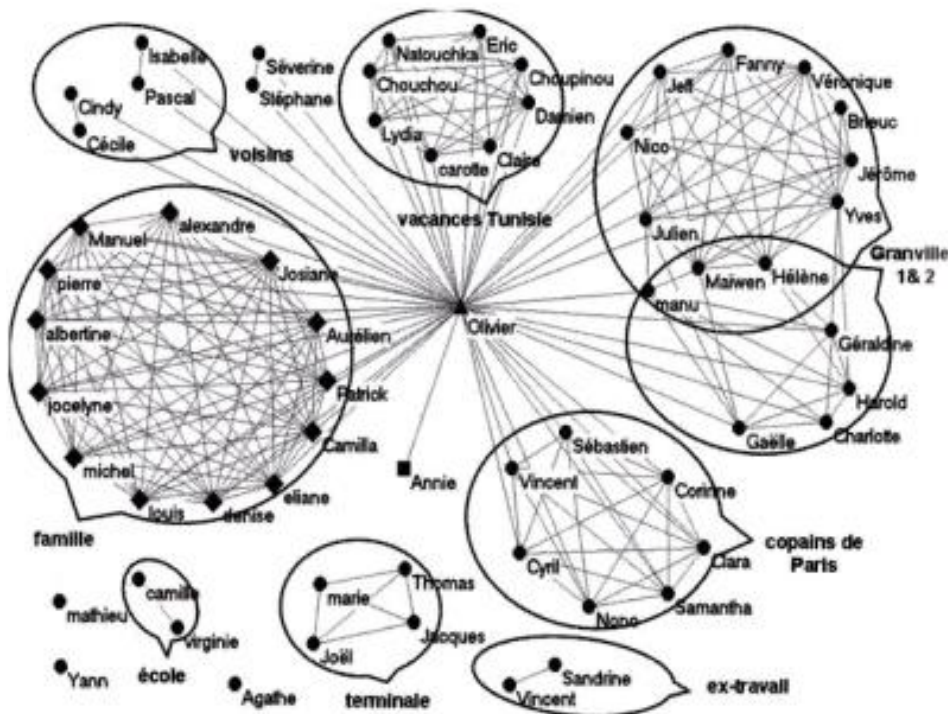 Isabelle
Pascal
Cindy
Cécile
voisins
Séverine
Stéphane
Natouchka
Eric
Chouchou
Choupinou
Damien
Lydia
carotte
Claire
vacances Tunisie
Jeff
Fanny
Véronique
Brieuc
Nico
Jérôme
Yves
Julien
Maiwen
Hélène
manu
Granville
1& 2
Géraldine
Harold
Gaëlle
Charlotte
Manuel
alexandre
pierre
Josiane
albertine
Aurélien
jocelyne
Patrick
michel
Camilla
louis
denise
eliane
famille
Olivier
Annie
Sébastien
Vincent
Corinne
Cyril
Clara
Nono
Samantha
copains de
Paris
mathieu
camille
virginie
école
Yann
Agathe
marie
Thomas
Joël
Jacques
terminale
Sandrine
Vincent
ex-travail